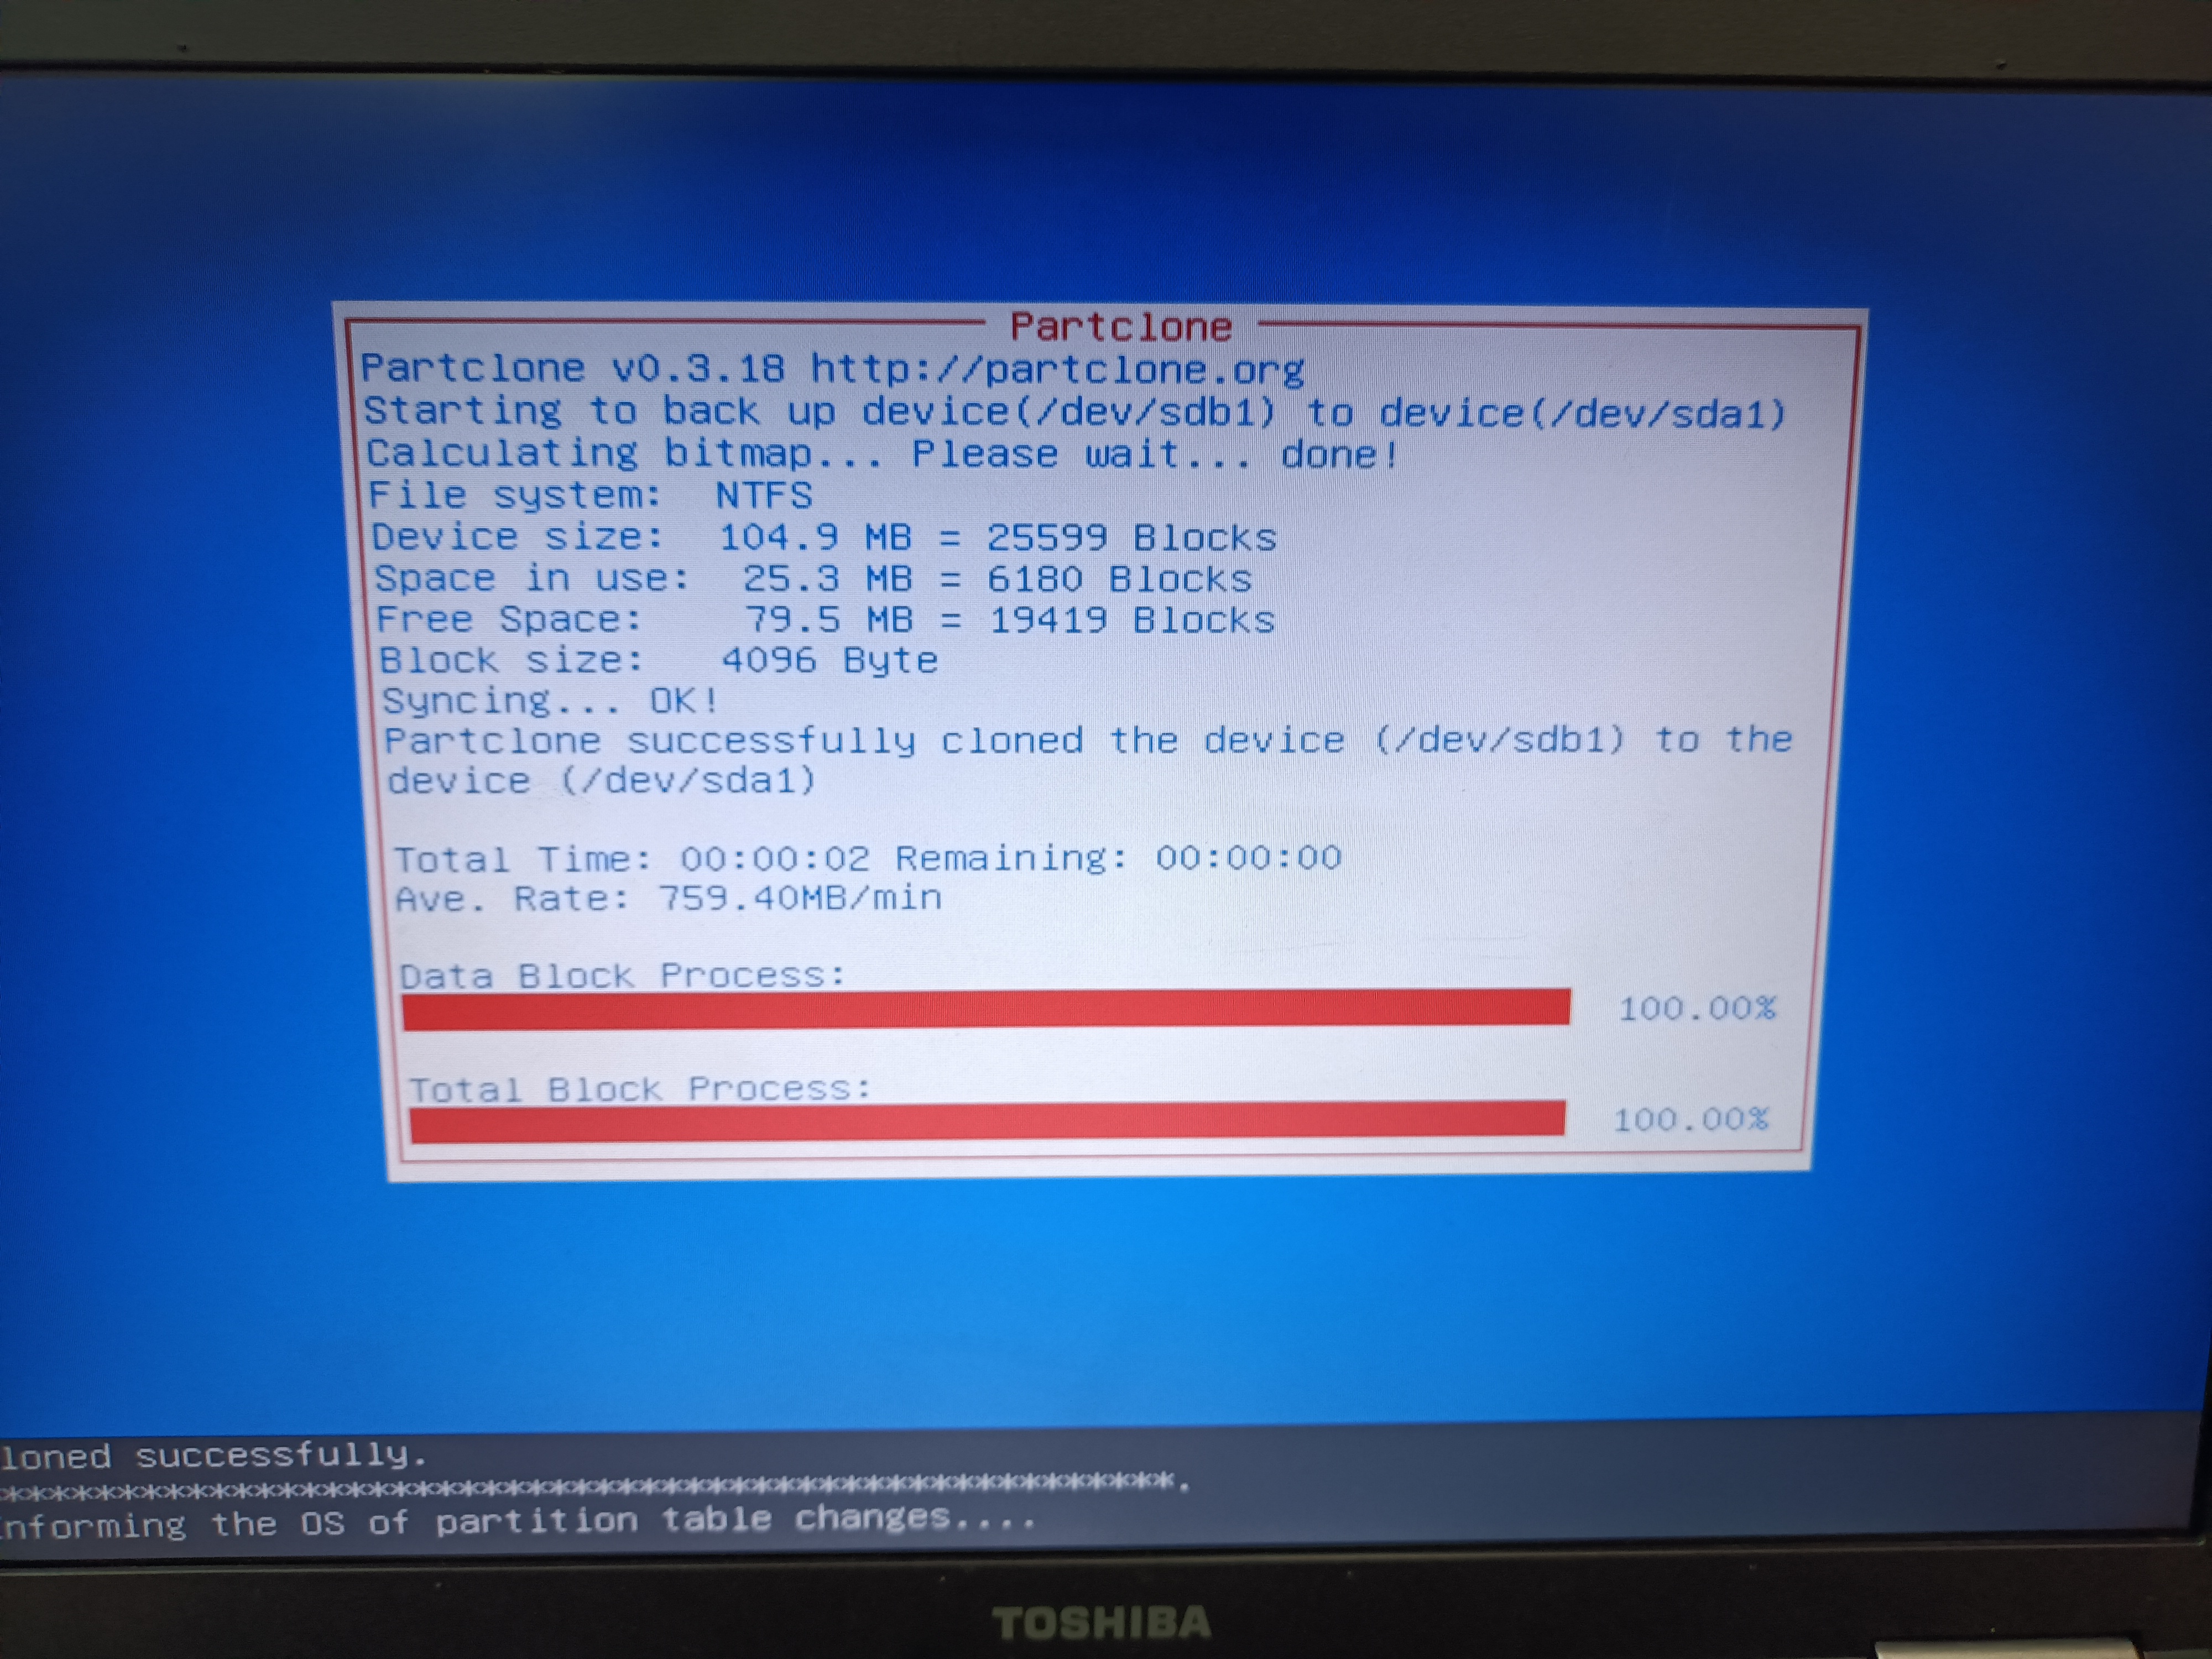 Partclone
Partclone v0.3.18 http://partclone.org
Starting to back up device(/dev/sdb1) to device(/dev/sda1)
Calculating bitmap... Please wait... done!
File system:  NTFS
Device size:  104.9 MB = 25599 Blocks
Space in use:  25.3 MB = 6180 Blocks
Free Space:    79.5 MB = 19419 Blocks
Block size:   4096 Byte
Syncing... OK!
Partclone successfully cloned the device (/dev/sdb1) to the
device (/dev/sda1)
Total Time: 00:00:02 Remaining: 00:00:00
Ave. Rate: 759.40MB/min
Data Block Process:
100.00%
Total Block Process:
100.00%
loned successfully.
*****************************************************.
nforming the OS of partition table changes....
TOSHIBA